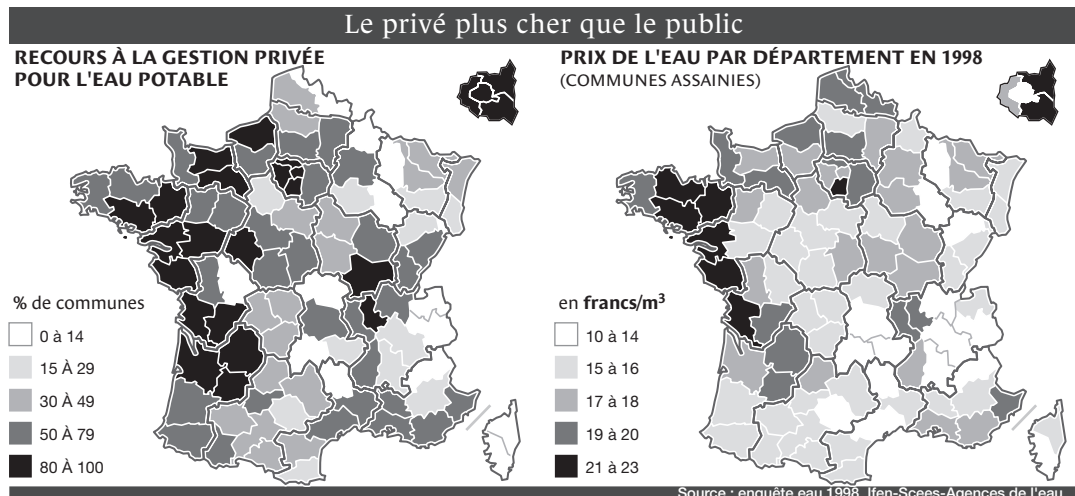 Le privé plus cher que le public
RECOURS À LA GESTION PRIVÉE
POUR L'EAU POTABLE
% de communes
0 à 14
15 À 29
30 À 49
50 À 79
80 À 100
PRIX DE L'EAU PAR DÉPARTEMENT EN 1998
(COMMUNES ASSAINIES)
en francs/m³
10 à 14
15 à 16
17 à 18
19 à 20
21 à 23
Source : enquête eau 1998, Ifen-Scees-Agences de l'eau